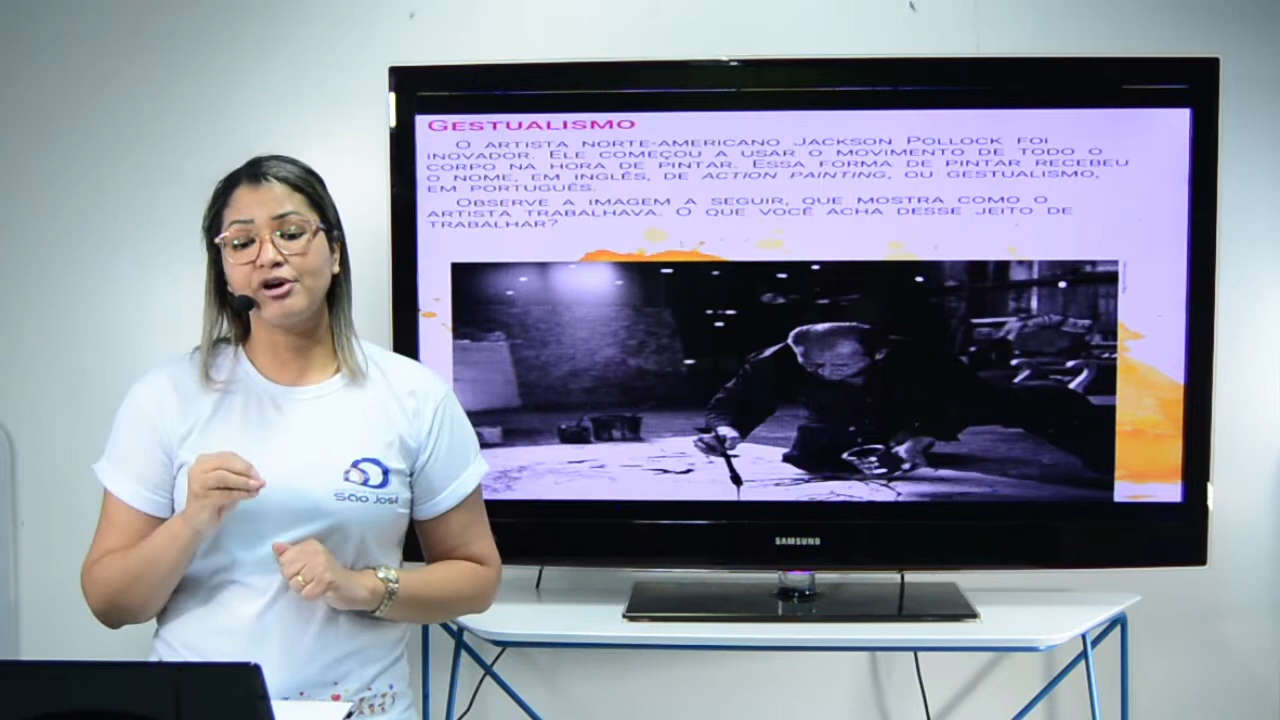 GESTUALISMO
O ARTISTA NORTE-AMERICANO JACKSON POLLOCK FOI
INOVADOR. ELE COMEÇOU A USAR O MOVIMENTO DE TODO O
CORPO NA HORA DE PINTAR. ESSA FORMA DE PINTAR RECEBEU
O NOME, EM INGLÊS, DE ACTION PAINTING, OU GESTUALISMO,
EM PORTUGUÊS.
OBSERVE A IMAGEM A SEGUIR, QUE MOSTRA COMO O
ARTISTA TRABALHAVA. O QUE VOCÊ ACHA DESSE JEITO DE
TRABALHAR?
São José
SAMSUNG